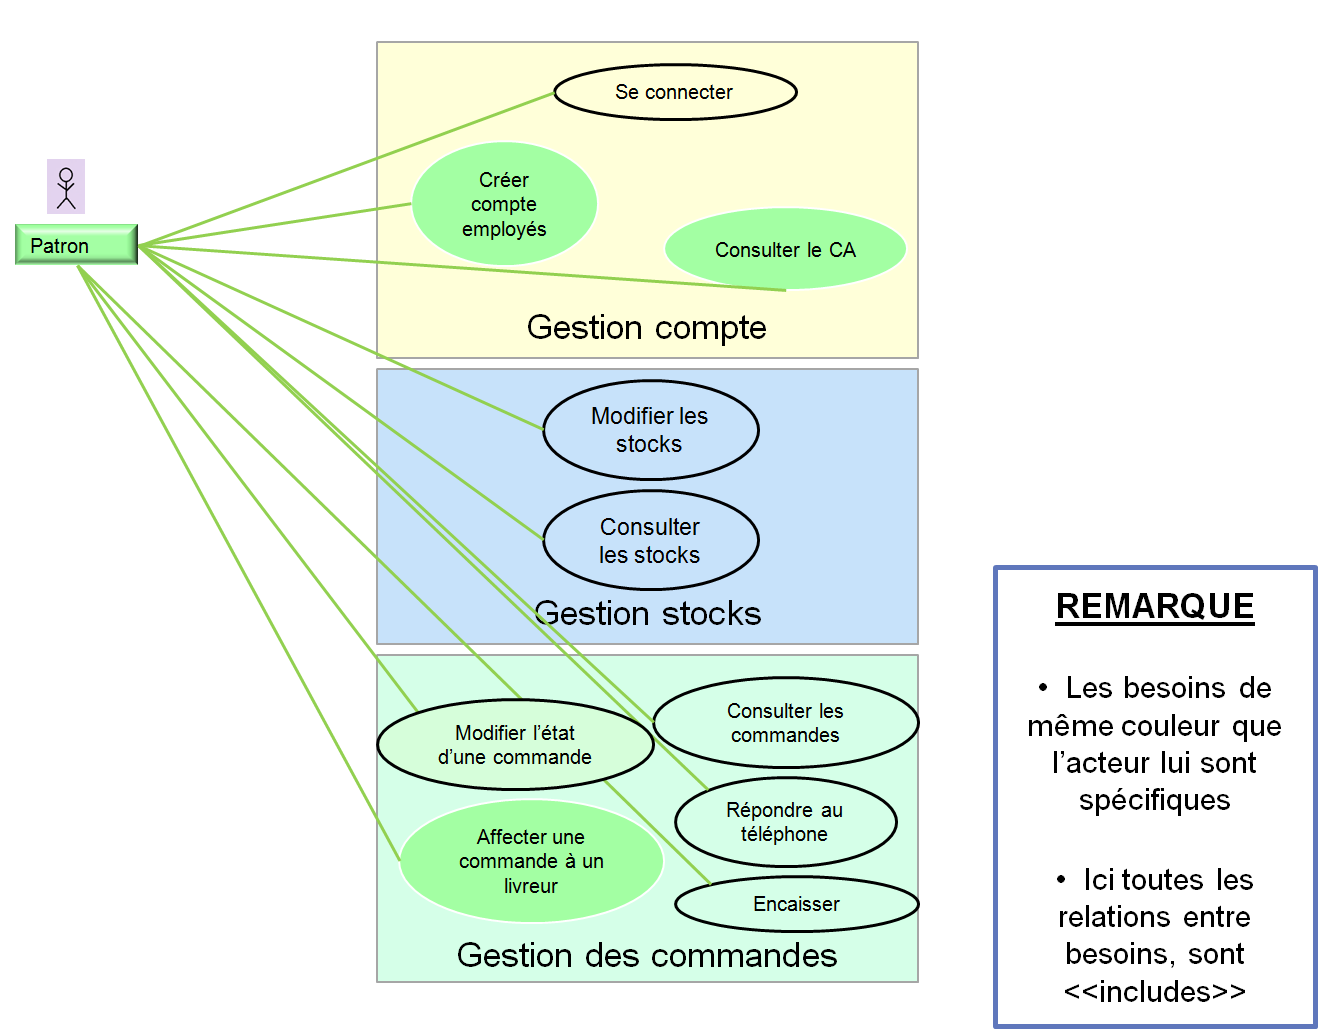 Se connecter
Créer
compte
employés
Patron
Consulter le CA
Gestion compte
Modifier les
stocks
Consulter
les stocks
Gestion stocks
Modifier l’état
d’une commande
Consulter les
commandes
Répondre au
téléphone
Affecter une
commande à un
livreur
Encaisser
Gestion des commandes
REMARQUE
• Les besoins de
même couleur que
l’acteur lui sont
spécifiques
• Ici toutes les
relations entre
besoins, sont
<<includes>>